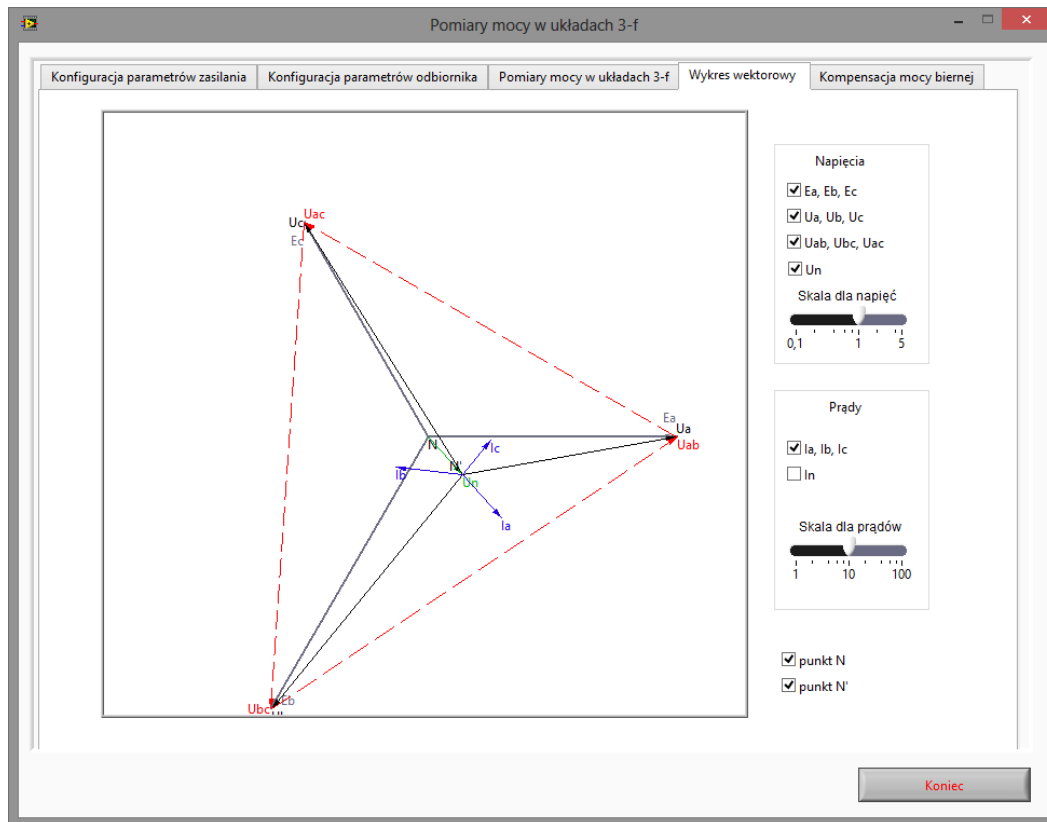 Pomiary mocy w układach 3-f
Konfiguracja parametrów zasilania
Konfiguracja parametrów odbiornika
Pomiary mocy w układach 3-f
Wykres wektorowy
Kompensacja mocy biernej
Uac
Uc
Ec
Ea
Ua
Uab
N
Ic
N'
Ib
Un
Ia
Eb
Ubc
Napięcia
Ea, Eb, Ec
Ua, Ub, Uc
Uab, Ubc, Uac
Un
Skala dla napięć
0,1 1 5
Prądy
Ia, Ib, Ic
In
Skala dla prądów
1 10 100
punkt N
punkt N'
Koniec